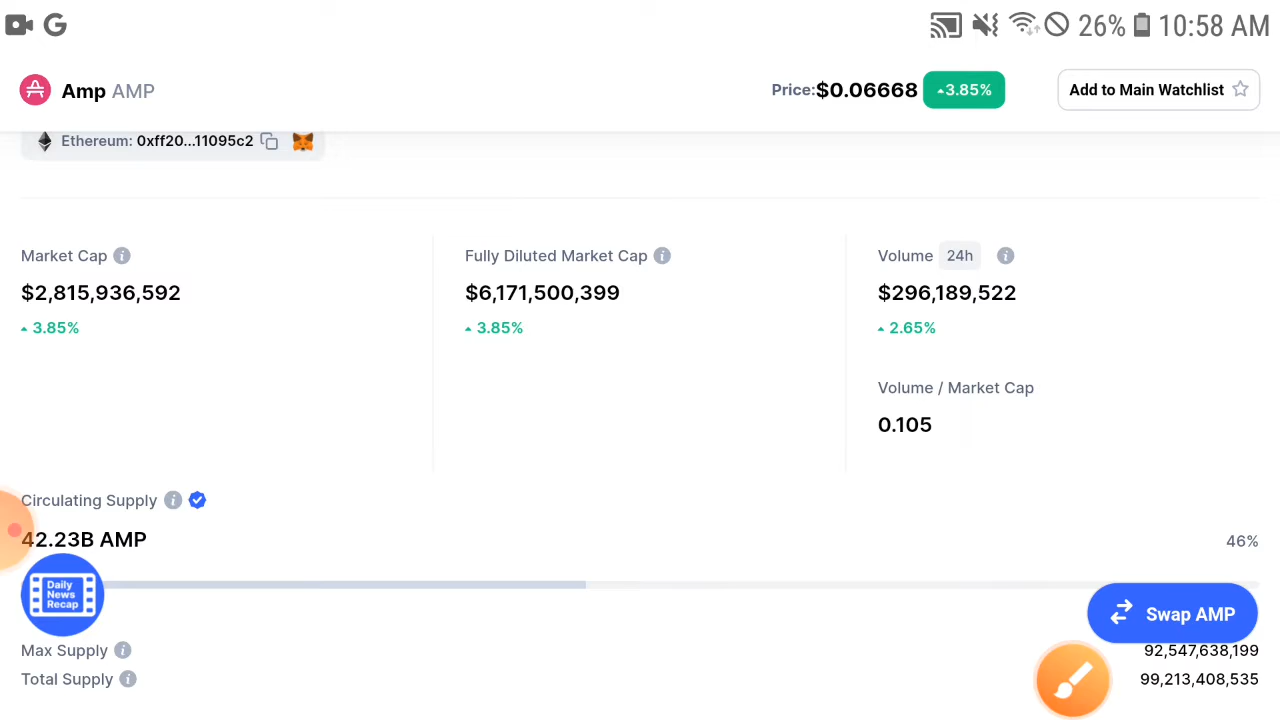 26% 10:58 AM
Amp AMP Price:$0.06668 3.85% Add to Main Watchlist
Ethereum: 0xff20...11095c2
Market Cap Fully Diluted Market Cap Volume 24h
$2,815,936,592 $6,171,500,399 $296,189,522
3.85% 3.85% 2.65%
Volume / Market Cap
0.105
Circulating Supply
42.23B AMP 46%
Daily
News
Recap
Swap AMP
Max Supply 92,547,638,199
Total Supply 99,213,408,535